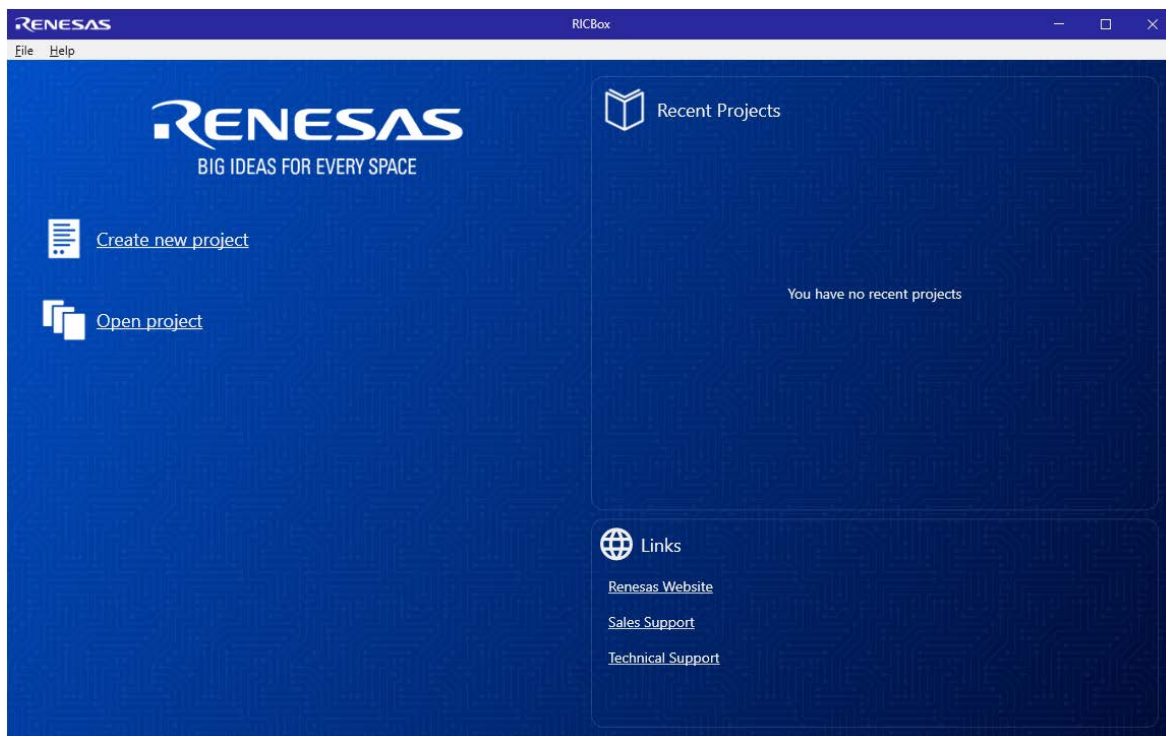 RENESAS
RICBox
File Help
RENESAS
BIG IDEAS FOR EVERY SPACE
Create new project
Open project
Recent Projects
You have no recent projects
Links
Renesas Website
Sales Support
Technical Support